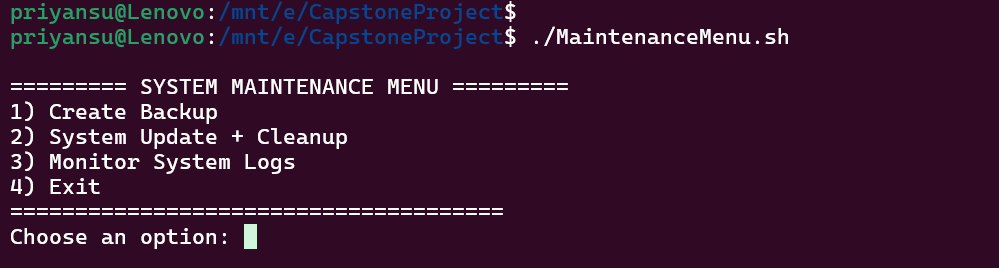 priyansu@Lenovo:/mnt/e/CapstoneProject$
priyansu@Lenovo:/mnt/e/CapstoneProject$ ./MaintenanceMenu.sh
========= SYSTEM MAINTENANCE MENU =========
1) Create Backup
2) System Update + Cleanup
3) Monitor System Logs
4) Exit
======================================
Choose an option: